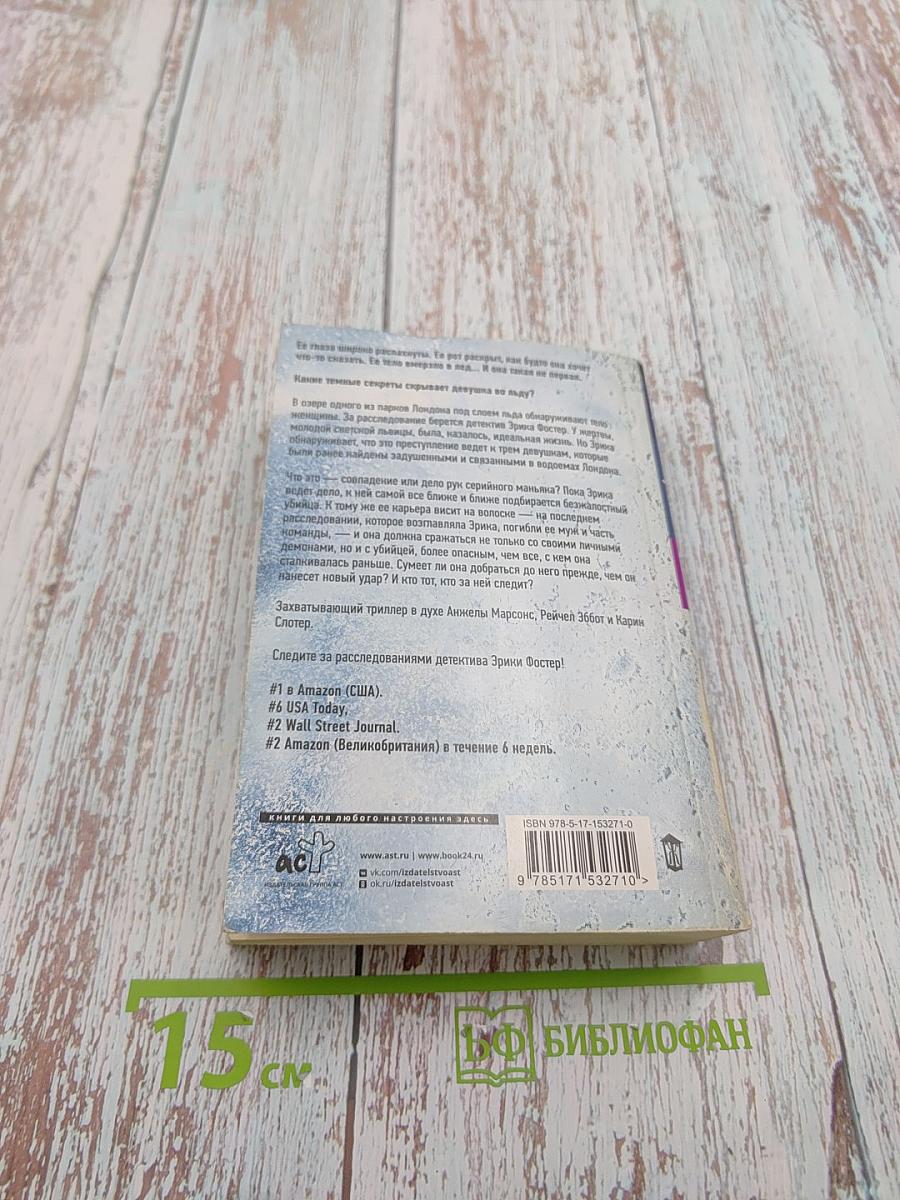 Ее глаза широко распахнуты. Ее рот раскрыт, как будто она хочет
что-то сказать. Ее тело вмерзло в лед... И она такая не первая.
Какие темные секреты скрывает девушка во льду?
В озере одного из парков Лондона под слоем льда обнаруживают тело
женщины. За расследование берется детектив Эрика Фостер. У жертвы,
молодой светской львицы, была, казалось, идеальная жизнь. Но Эрика
обнаруживает, что это преступление ведет к трем девушкам, которые
были ранее найдены задушенными и связанными в водоемах Лондона.
Что это — совпадение или дело рук серийного маньяка? Пока Эрика
ведет дело, к ней самой все ближе и ближе подбирается безжалостный
убийца. К тому же ее карьера висит на волоске — на последнем
расследовании, которое возглавляла Эрика, погибли ее муж и часть
команды, — и она должна сражаться не только со своими личными
демонами, но и с убийцей, более опасным, чем все, с кем она
сталкивалась раньше. Сумеет ли она добраться до него прежде, чем он
нанесет новый удар? И кто тот, кто за ней следит?
Захватывающий триллер в духе Анжелы Марсонс, Рейчел Эббот и Карин
Слотер.
Следите за расследованиями детектива Эрики Фостер!
#1 в Amazon (США).
#6 USA Today.
#2 Wall Street Journal.
#2 Amazon (Великобритания) в течение 6 недель.
книги для любого настроения здесь
аст
ИЗДАТЕЛЬСКАЯ ГРУППА АСТ
www.ast.ru | www.book24.ru
vk.com/izdatelstvoast
ok.ru/izdatelstvoast
ISBN 978-5-17-153271-0
9 785171 532710 >
15 см
БФ БИБЛИОФАН